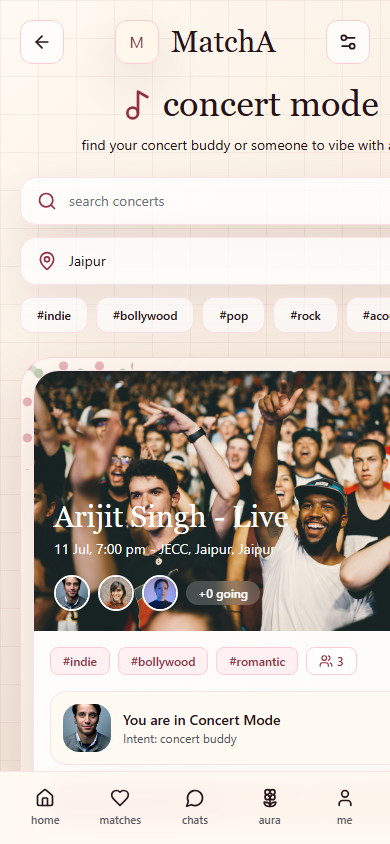 M MatchA
concert mode
find your concert buddy or someone to vibe with
search concerts
Jaipur
#indie #bollywood #pop #rock
Arijit Singh - Live
11 Jul, 7:00 pm - JECC, Jaipur, Jaipur
+0 going
#indie #bollywood #romantic 3
You are in Concert Mode
Intent: concert buddy
home matches chats aura me